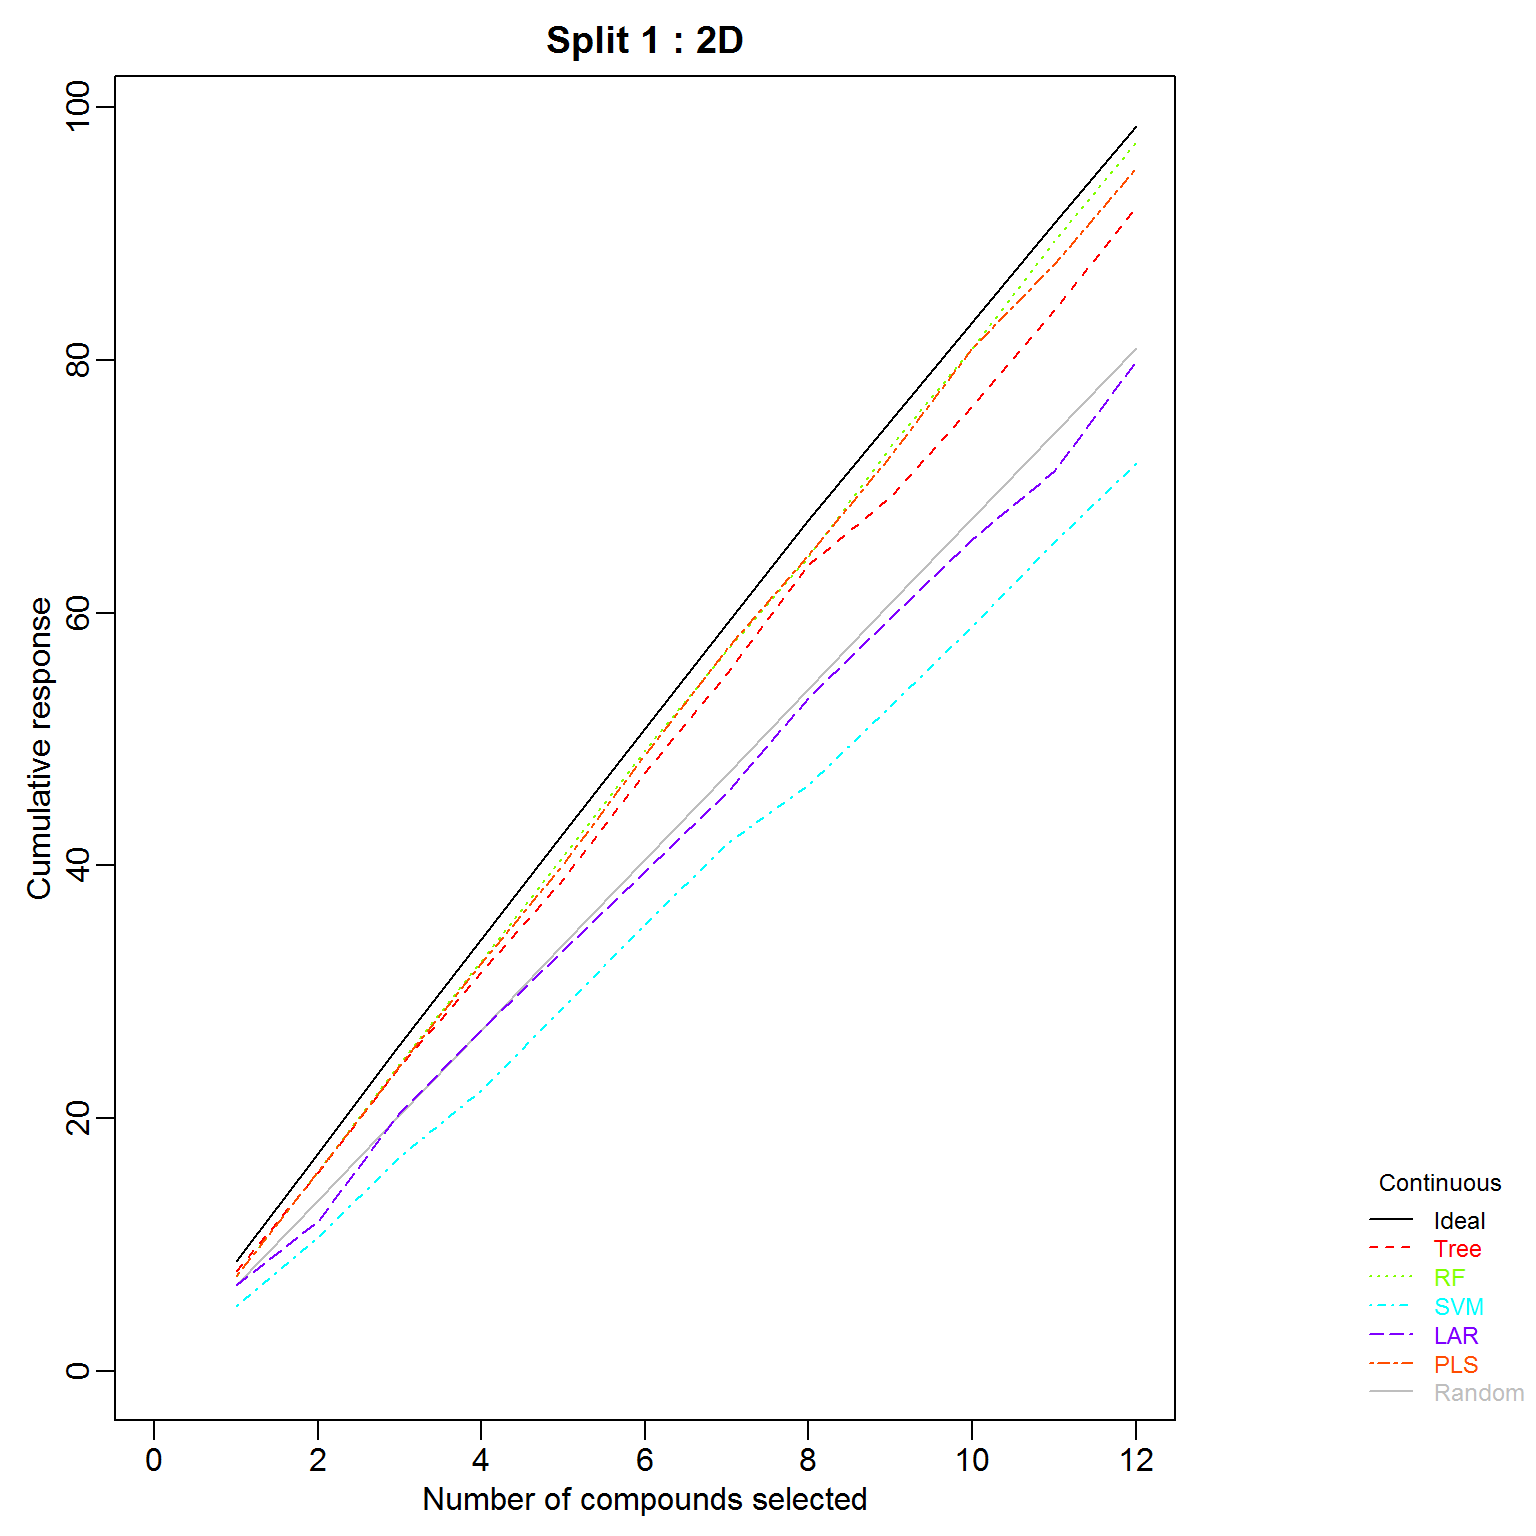 Split 1 : 2D
100
80
60
40
20
0
Cumulative response
0 2 4 6 8 10 12
Number of compounds selected
Continuous
Ideal
Tree
RF
SVM
LAR
PLS
Random